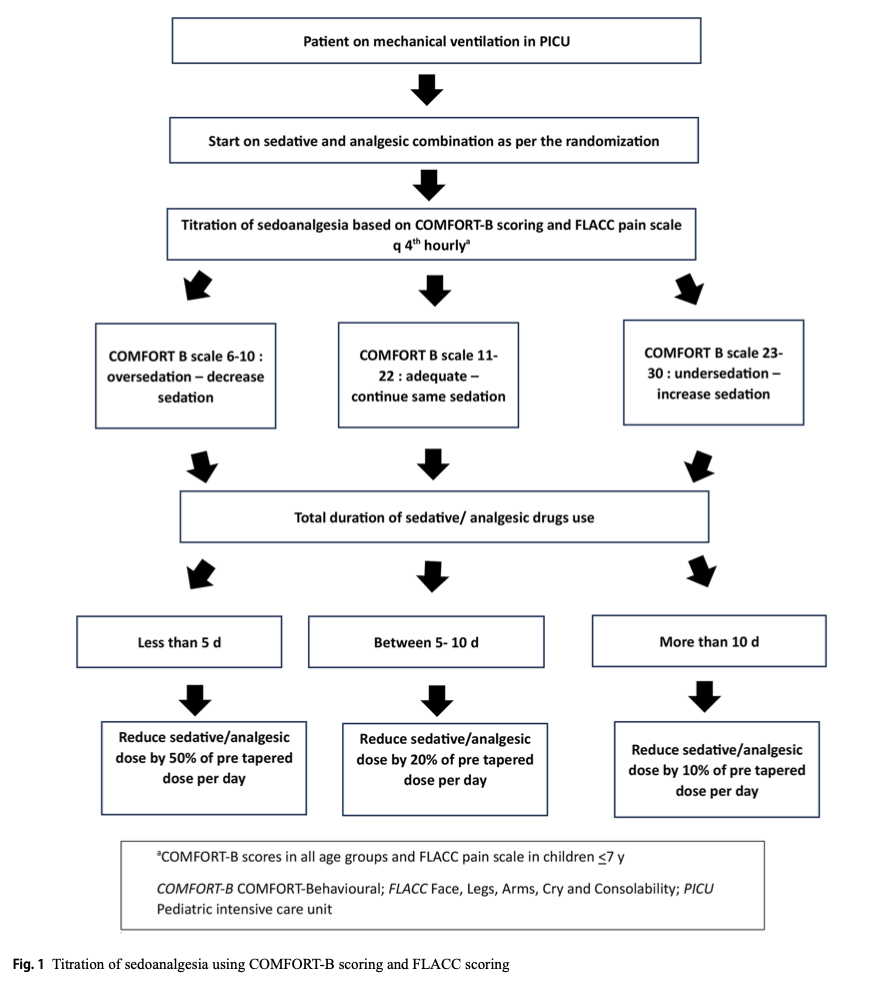 Patient on mechanical ventilation in PICU
Start on sedative and analgesic combination as per the randomization
Titration of sedoanalgesia based on COMFORT-B scoring and FLACC pain scale
q 4th hourlyª
COMFORT B scale 6-10 :
oversedation – decrease
sedation
COMFORT B scale 11-
22 : adequate –
continue same sedation
COMFORT B scale 23-
30 : undersedation –
increase sedation
Total duration of sedative/ analgesic drugs use
Less than 5 d
Between 5- 10 d
More than 10 d
Reduce sedative/analgesic
dose by 50% of pre tapered
dose per day
Reduce sedative/analgesic
dose by 20% of pre tapered
dose per day
Reduce sedative/analgesic
dose by 10% of pre tapered
dose per day
ªCOMFORT-B scores in all age groups and FLACC pain scale in children ≤7 y
COMFORT-B COMFORT-Behavioural; FLACC Face, Legs, Arms, Cry and Consolability; PICU
Pediatric intensive care unit
Fig. 1 Titration of sedoanalgesia using COMFORT-B scoring and FLACC scoring